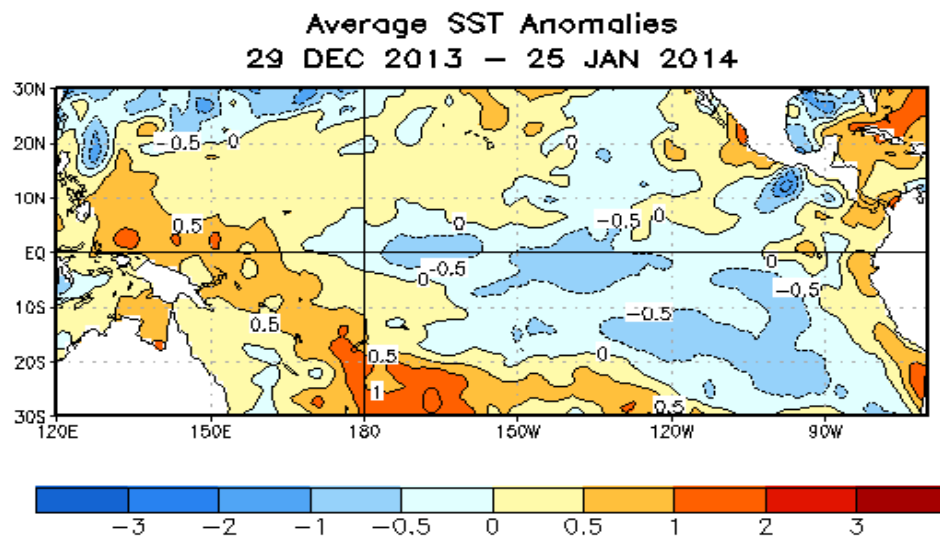 Average SST Anomalies
29 DEC 2013 – 25 JAN 2014
30N
-0.5 0 0
20N
10N
0.5 0 -0.5 0
EQ
-0.5 0
0 -0.5
10S
0.5 -0.5
20S
0.5 0
1
30S
0.5
120E 150E 180 150W 120W 90W
-3 -2 -1 -0.5 0 0.5 1 2 3